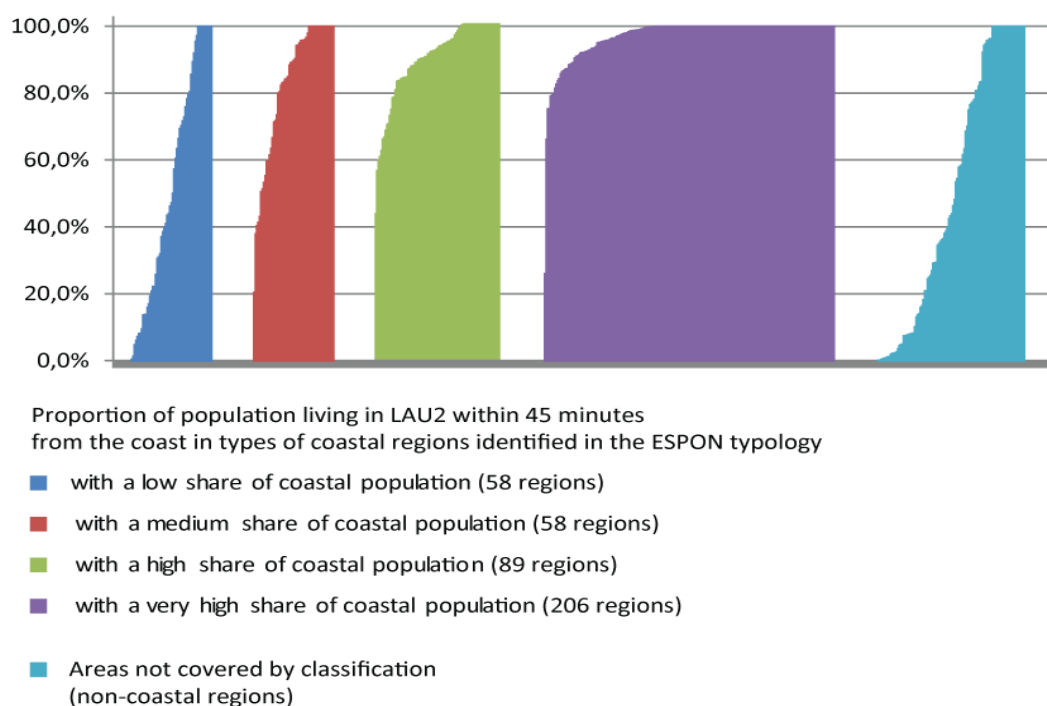 100,0%
80,0%
60,0%
40,0%
20,0%
0,0%
Proportion of population living in LAU2 within 45 minutes
from the coast in types of coastal regions identified in the ESPON typology
with a low share of coastal population (58 regions)
with a medium share of coastal population (58 regions)
with a high share of coastal population (89 regions)
with a very high share of coastal population (206 regions)
Areas not covered by classification
(non-coastal regions)